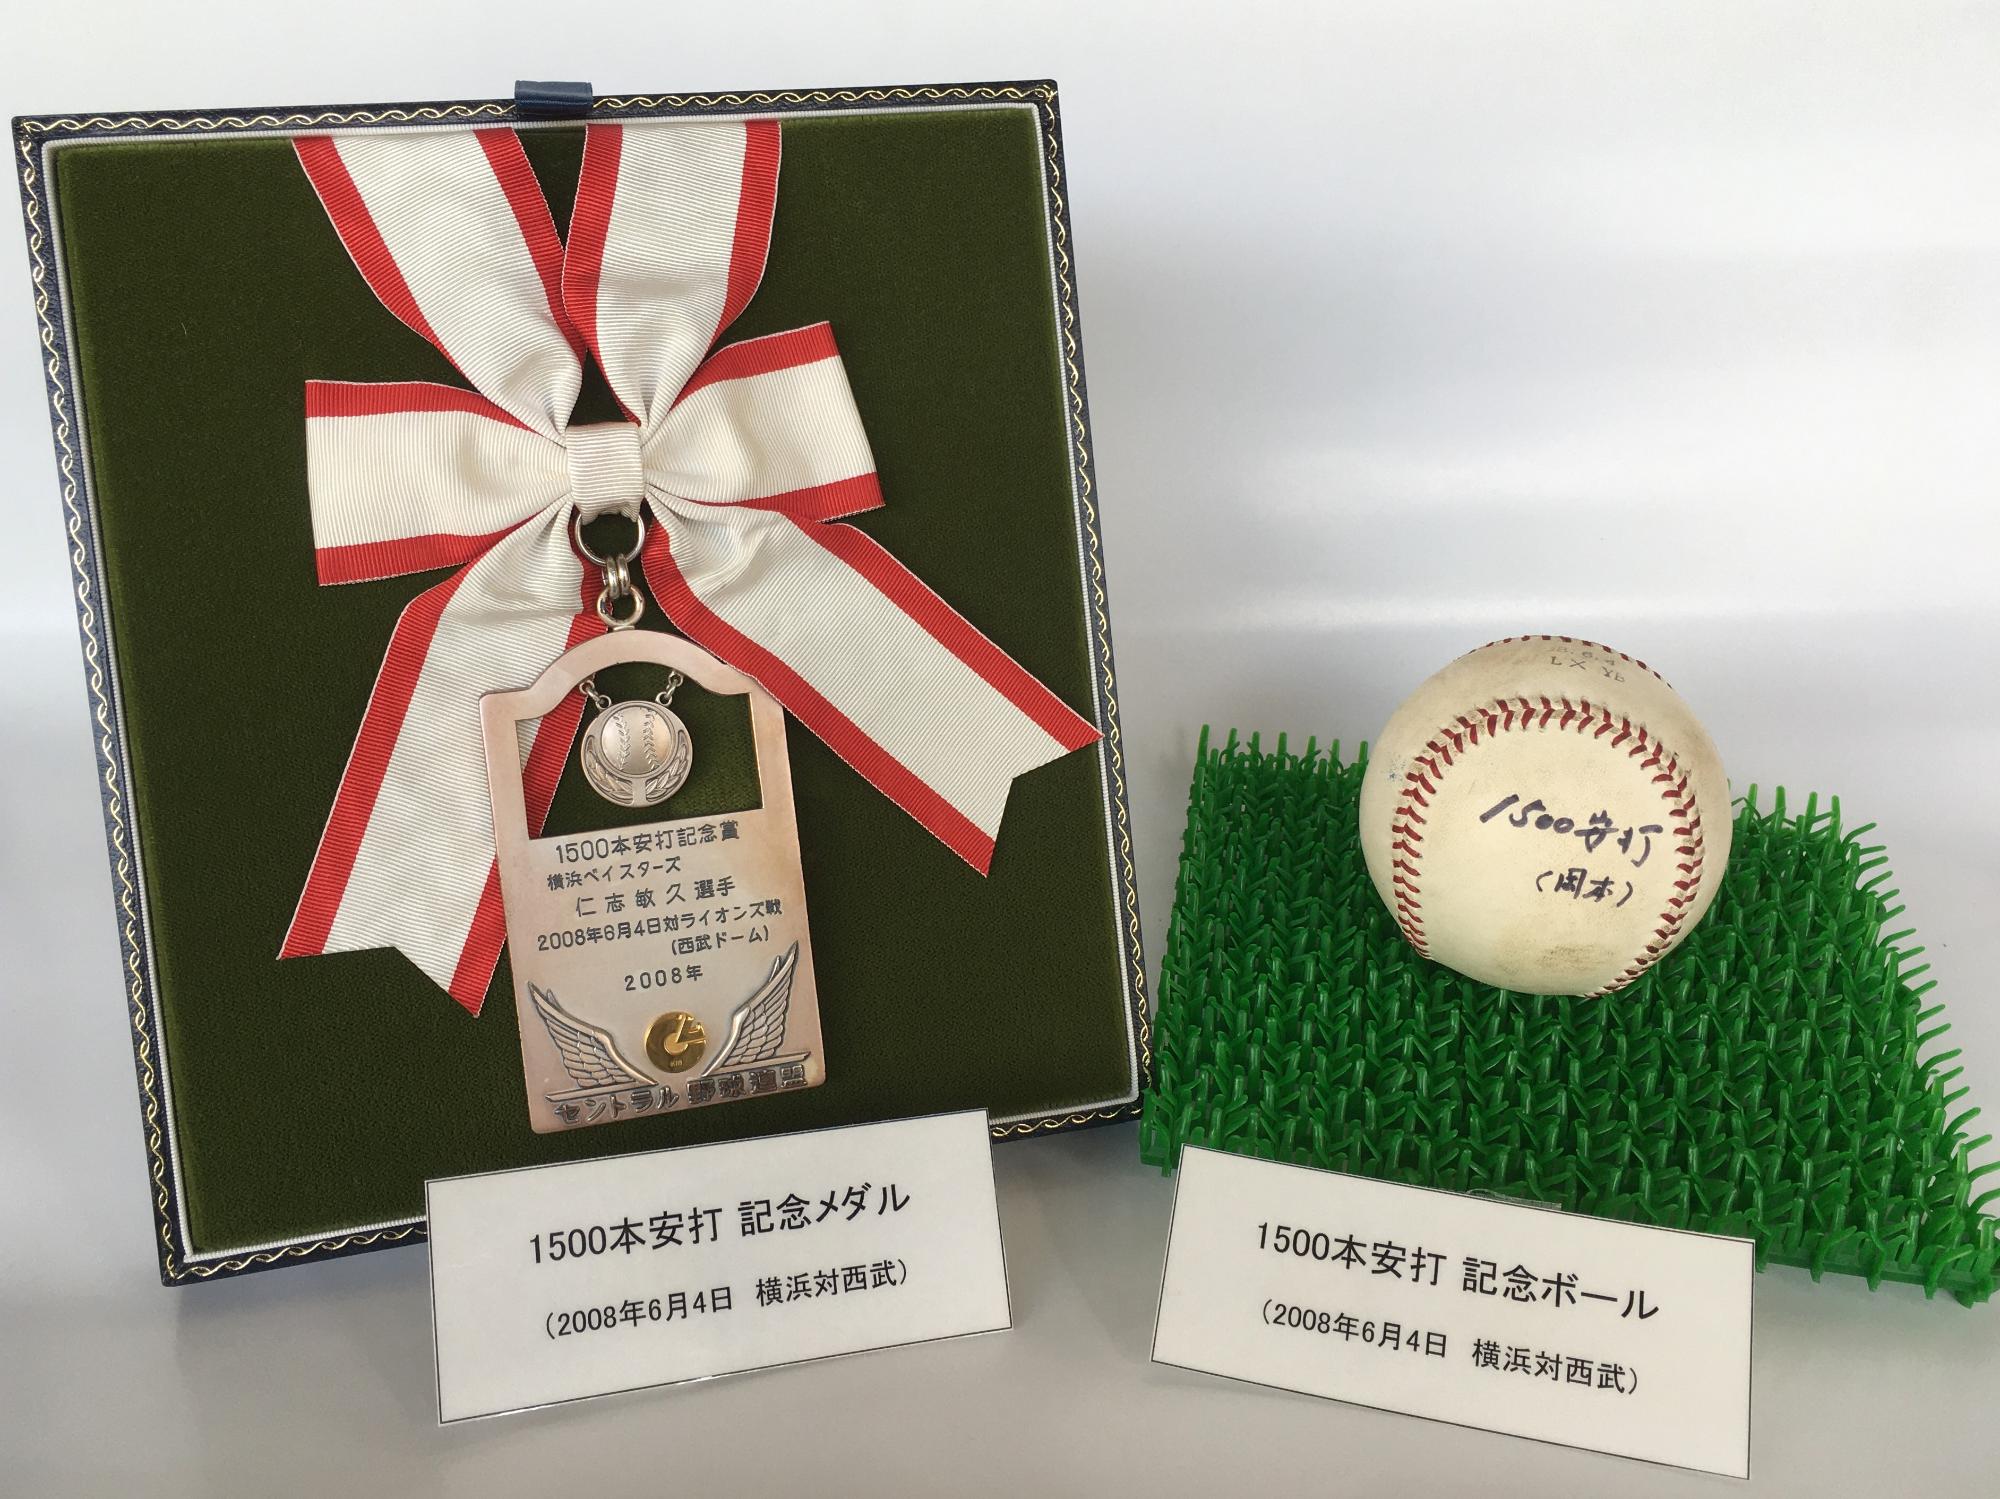 1500本安打記念賞
横浜ベイスターズ
仁志敏久選手
2008年6月4日対ライオンズ戦
(西武ドーム)
2008年
セントラル野球連盟
1500本安打 記念メダル
(2008年6月4日 横浜対西武)
L X YB
1500安打
(岡本)
1500本安打 記念ボール
(2008年6月4日 横浜対西武)